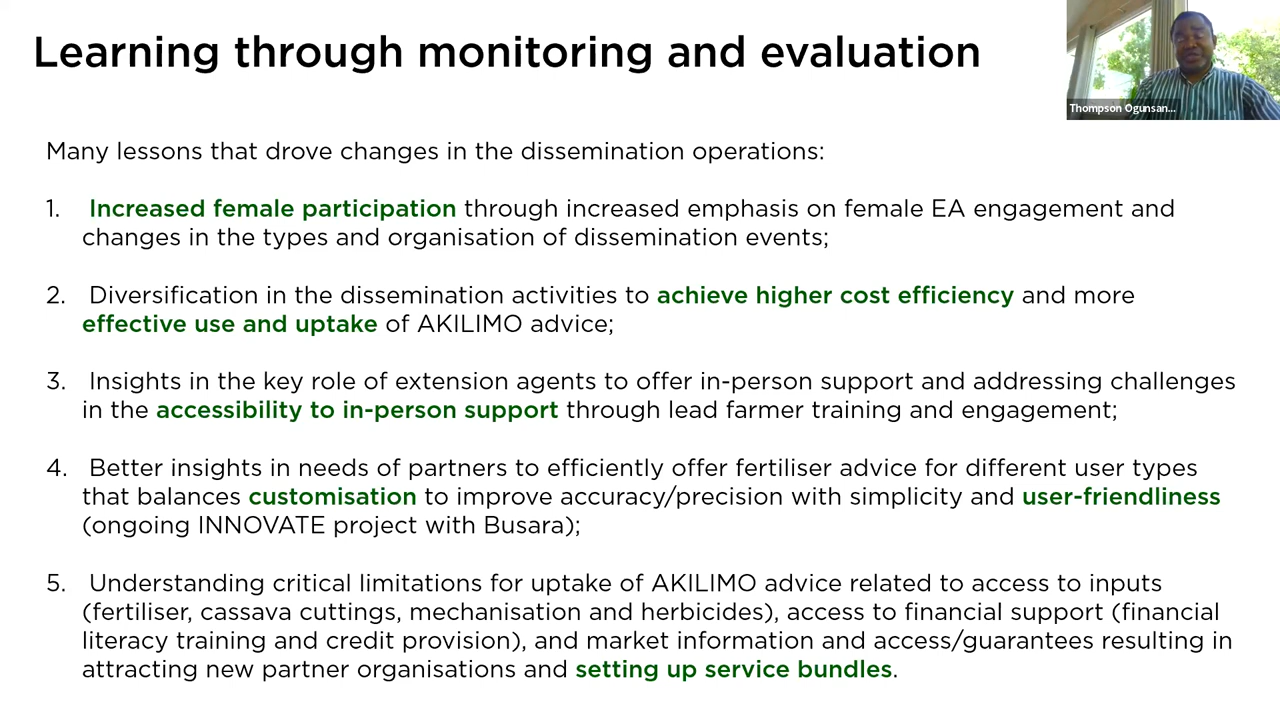 Learning through monitoring and evaluation
Thompson Ogunsan...
Many lessons that drove changes in the dissemination operations:
1. Increased female participation through increased emphasis on female EA engagement and
changes in the types and organisation of dissemination events;
2. Diversification in the dissemination activities to achieve higher cost efficiency and more
effective use and uptake of AKILIMO advice;
3. Insights in the key role of extension agents to offer in-person support and addressing challenges
in the accessibility to in-person support through lead farmer training and engagement;
4. Better insights in needs of partners to efficiently offer fertiliser advice for different user types
that balances customisation to improve accuracy/precision with simplicity and user-friendliness
(ongoing INNOVATE project with Busara);
5. Understanding critical limitations for uptake of AKILIMO advice related to access to inputs
(fertiliser, cassava cuttings, mechanisation and herbicides), access to financial support (financial
literacy training and credit provision), and market information and access/guarantees resulting in
attracting new partner organisations and setting up service bundles.